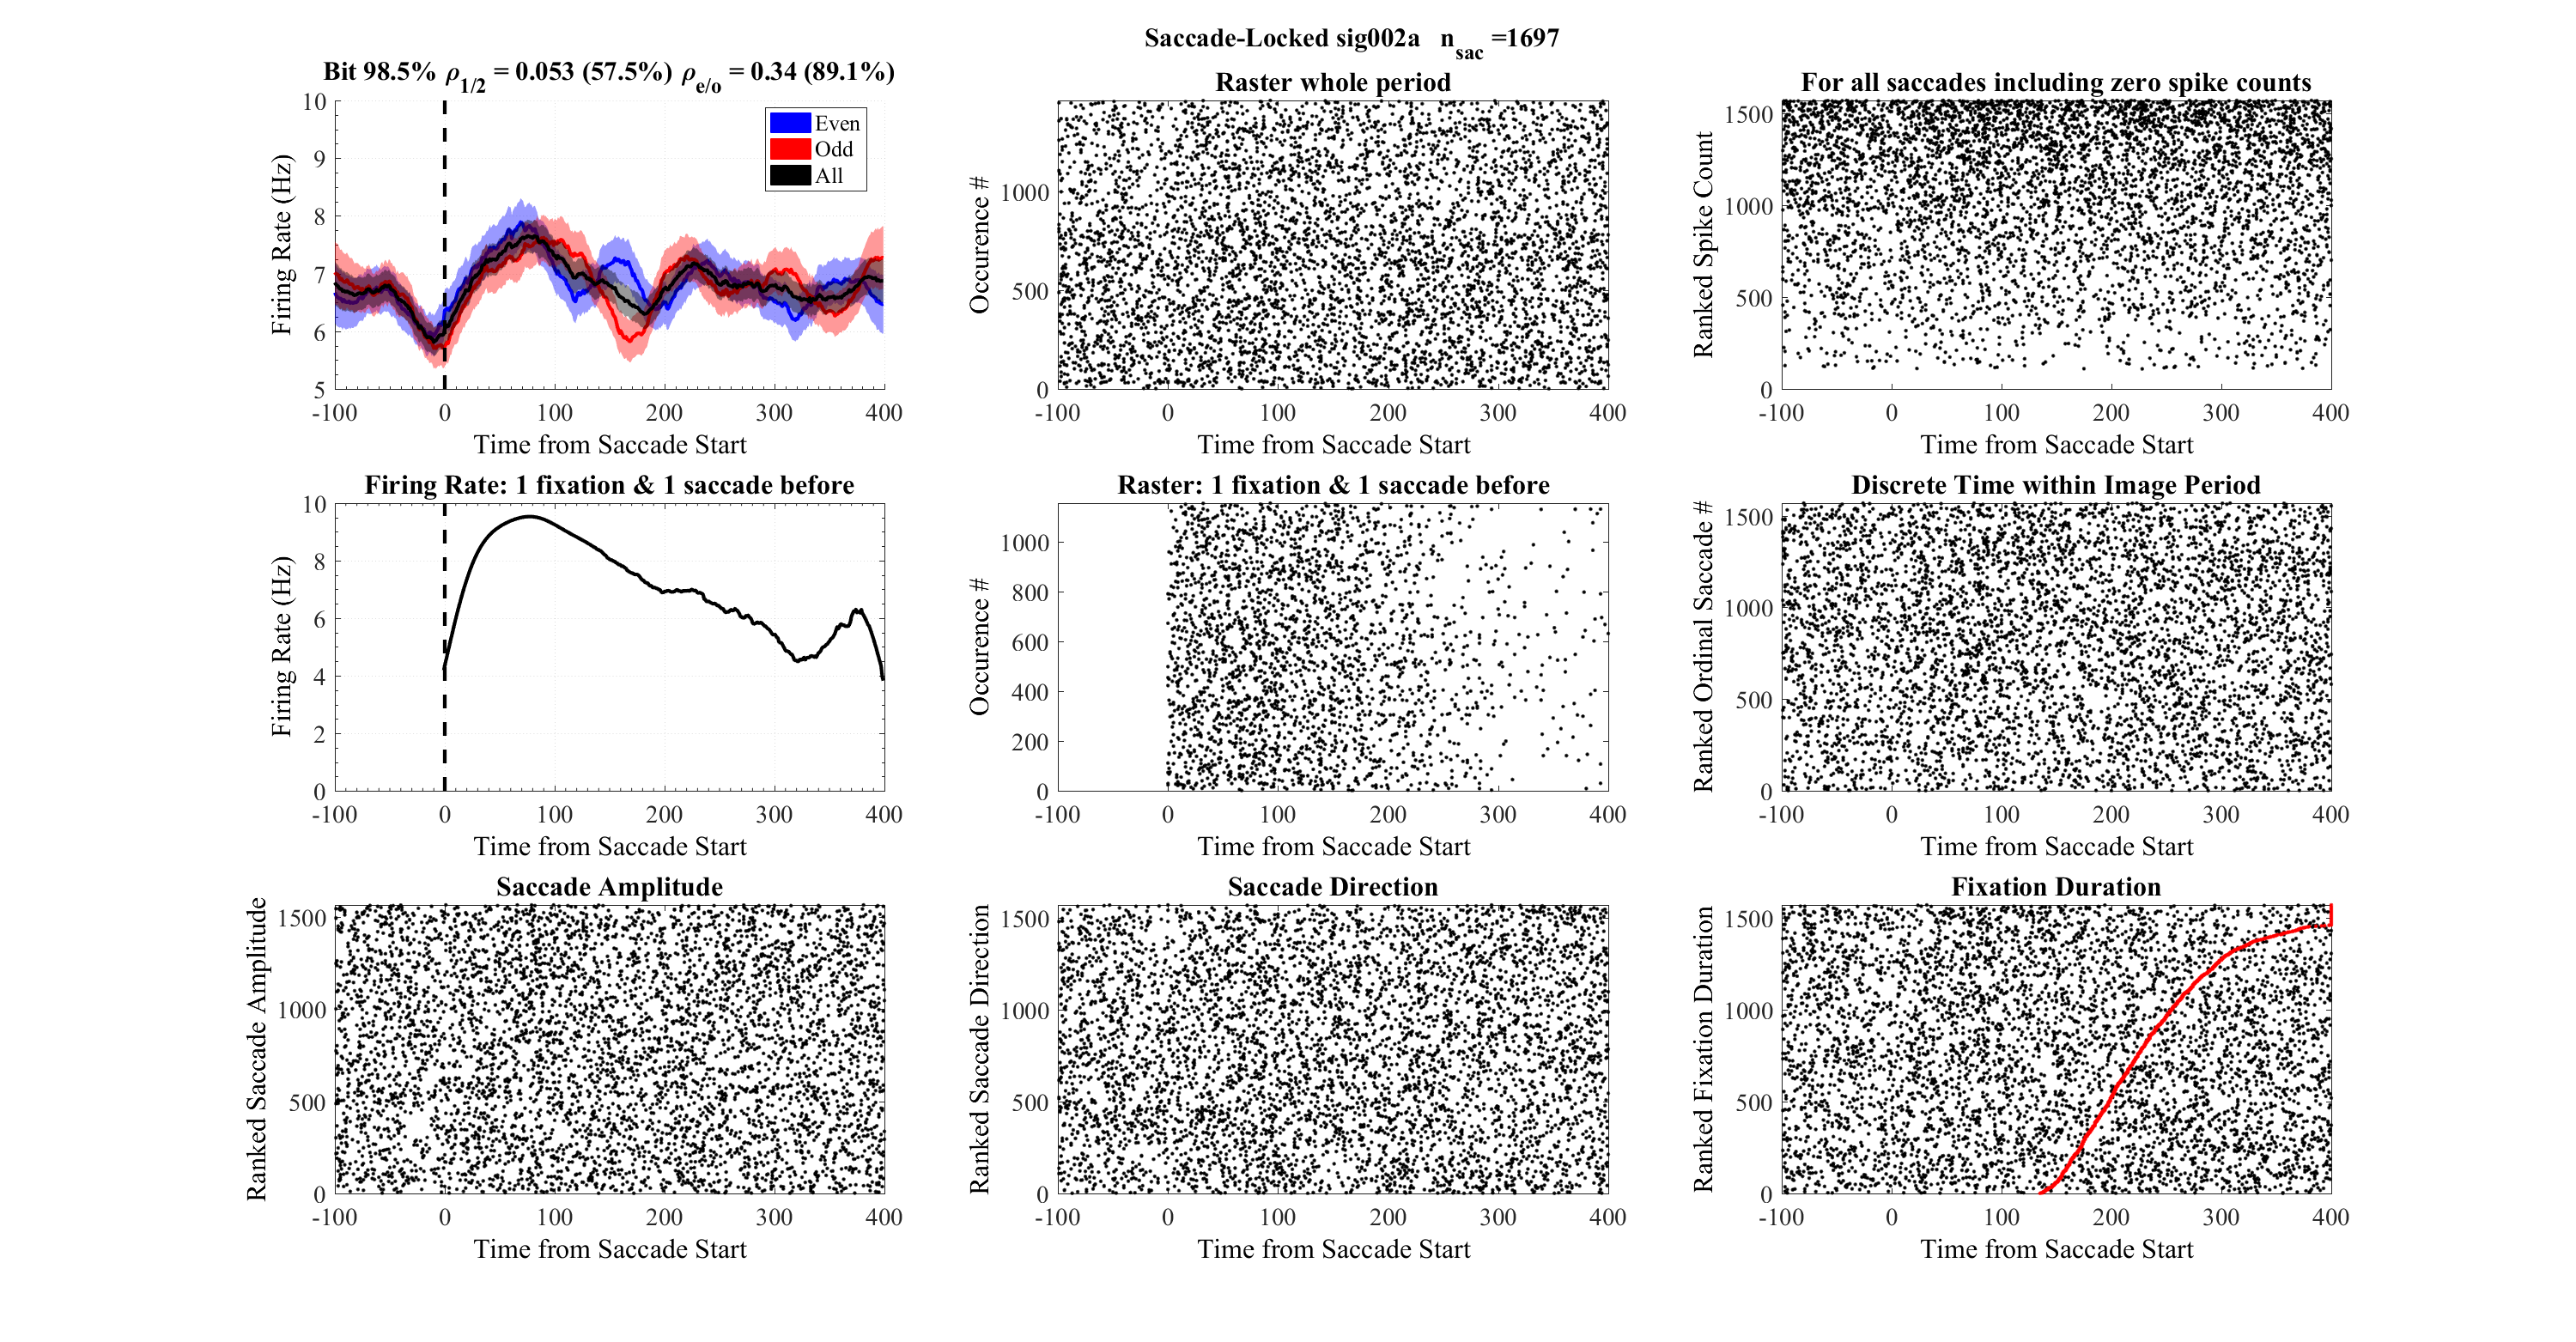 Saccade-Locked sig002a n_sac =1697
Bit 98.5% ρ_1/2 = 0.053 (57.5%) ρ_e/o = 0.34 (89.1%)
10
9
8
7
6
5
Firing Rate (Hz)
Even
Odd
All
-100 0 100 200 300 400
Time from Saccade Start
Raster whole period
1000
500
0
Occurence #
-100 0 100 200 300 400
Time from Saccade Start
For all saccades including zero spike counts
1500
1000
500
0
Ranked Spike Count
-100 0 100 200 300 400
Time from Saccade Start
Firing Rate: 1 fixation & 1 saccade before
10
8
6
4
2
0
Firing Rate (Hz)
-100 0 100 200 300 400
Time from Saccade Start
Raster: 1 fixation & 1 saccade before
1000
800
600
400
200
0
Occurence #
-100 0 100 200 300 400
Time from Saccade Start
Discrete Time within Image Period
1500
1000
500
0
Ranked Ordinal Saccade #
-100 0 100 200 300 400
Time from Saccade Start
Saccade Amplitude
1500
1000
500
0
Ranked Saccade Amplitude
-100 0 100 200 300 400
Time from Saccade Start
Saccade Direction
1500
1000
500
0
Ranked Saccade Direction
-100 0 100 200 300 400
Time from Saccade Start
Fixation Duration
1500
1000
500
0
Ranked Fixation Duration
-100 0 100 200 300 400
Time from Saccade Start